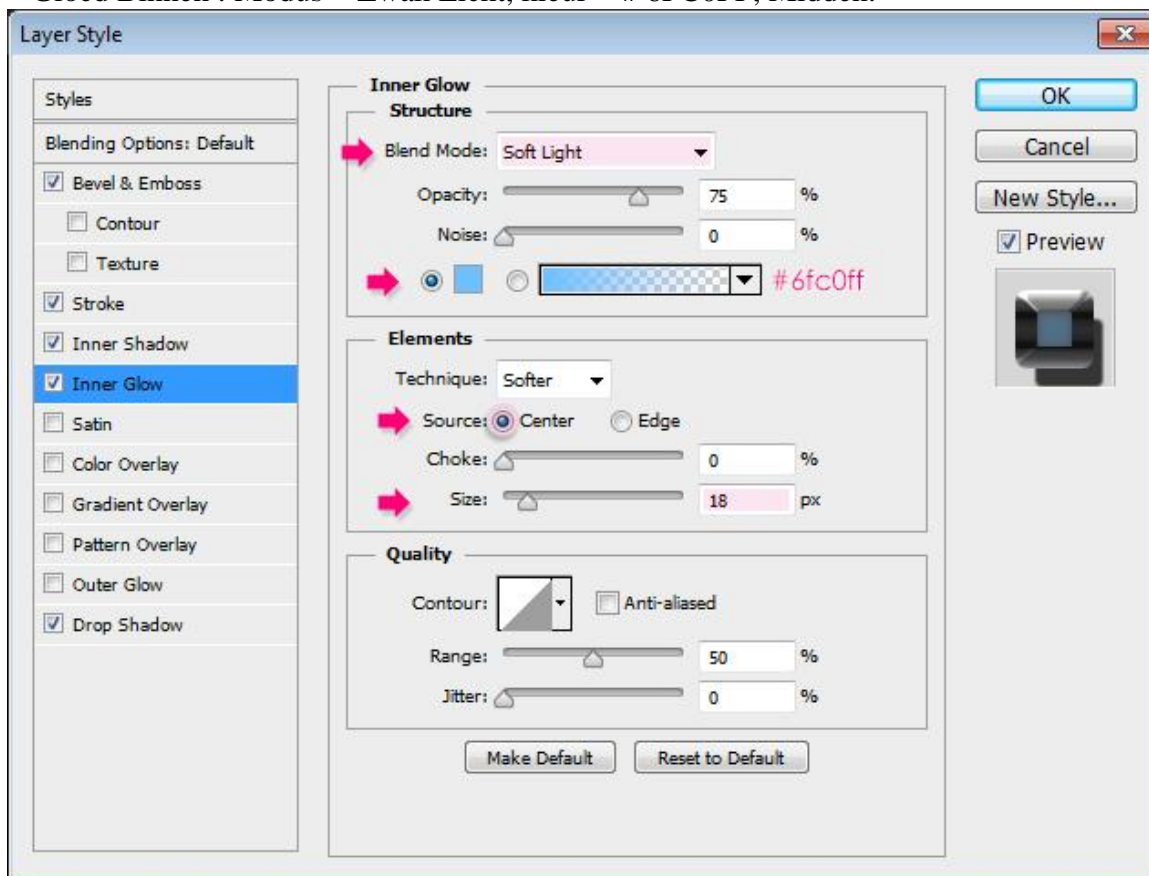 Layer Style
Styles
Blending Options: Default
Bevel & Emboss
Contour
Texture
Stroke
Inner Shadow
Inner Glow
Satin
Color Overlay
Gradient Overlay
Pattern Overlay
Outer Glow
Drop Shadow
Inner Glow
Structure
Blend Mode: Soft Light
Opacity: 75 %
Noise: 0 %
#6fc0ff
Elements
Technique: Softer
Source: Center Edge
Choke: 0 %
Size: 18 px
Quality
Contour: Anti-aliased
Range: 50 %
Jitter: 0 %
Make Default Reset to Default
OK
Cancel
New Style...
Preview